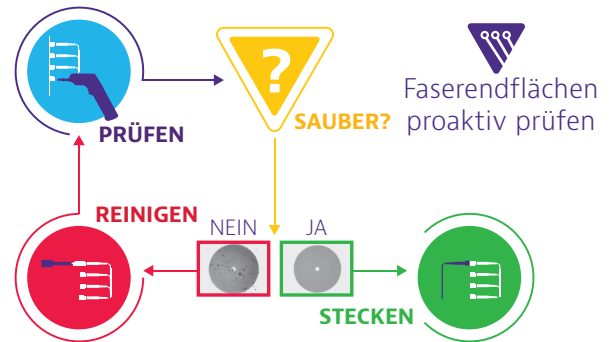 ?
Faserendflächen
proaktiv prüfen
SAUBER?
PRÜFEN
REINIGEN
NEIN
JA
STECKEN